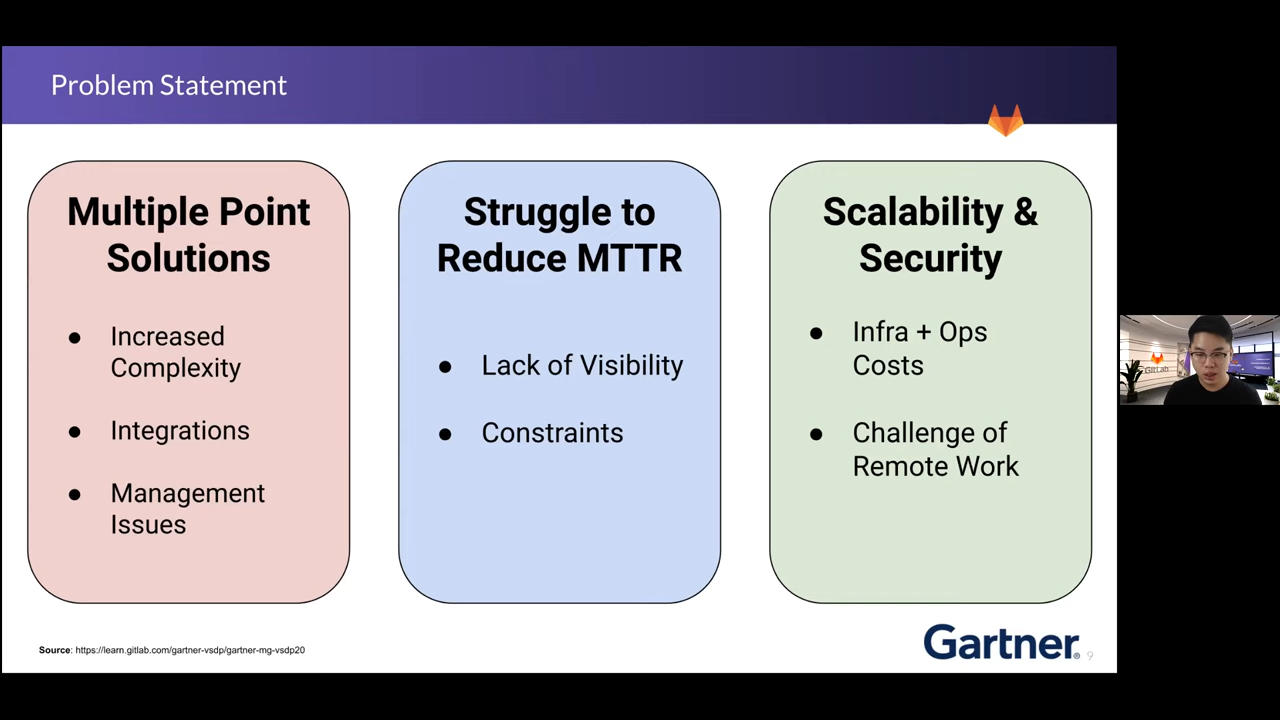 Problem Statement
Multiple Point
Solutions
● Increased
Complexity
● Integrations
● Management
Issues
Struggle to
Reduce MTTR
● Lack of Visibility
● Constraints
Scalability &
Security
● Infra + Ops
Costs
● Challenge of
Remote Work
Source: https://learn.gitlab.com/gartner-vsdp/gartner-mg-vsdp20
Gartner®
9
GitLab